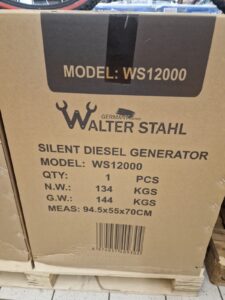 MODEL: WS12000
GERMANY
WALTER STAHL
SILENT DIESEL GENERATOR
MODEL: WS12000
QTY: 1 PCS
N.W.: 134 KGS
G.W.: 144 KGS
MEAS: 94.5x55x70CM